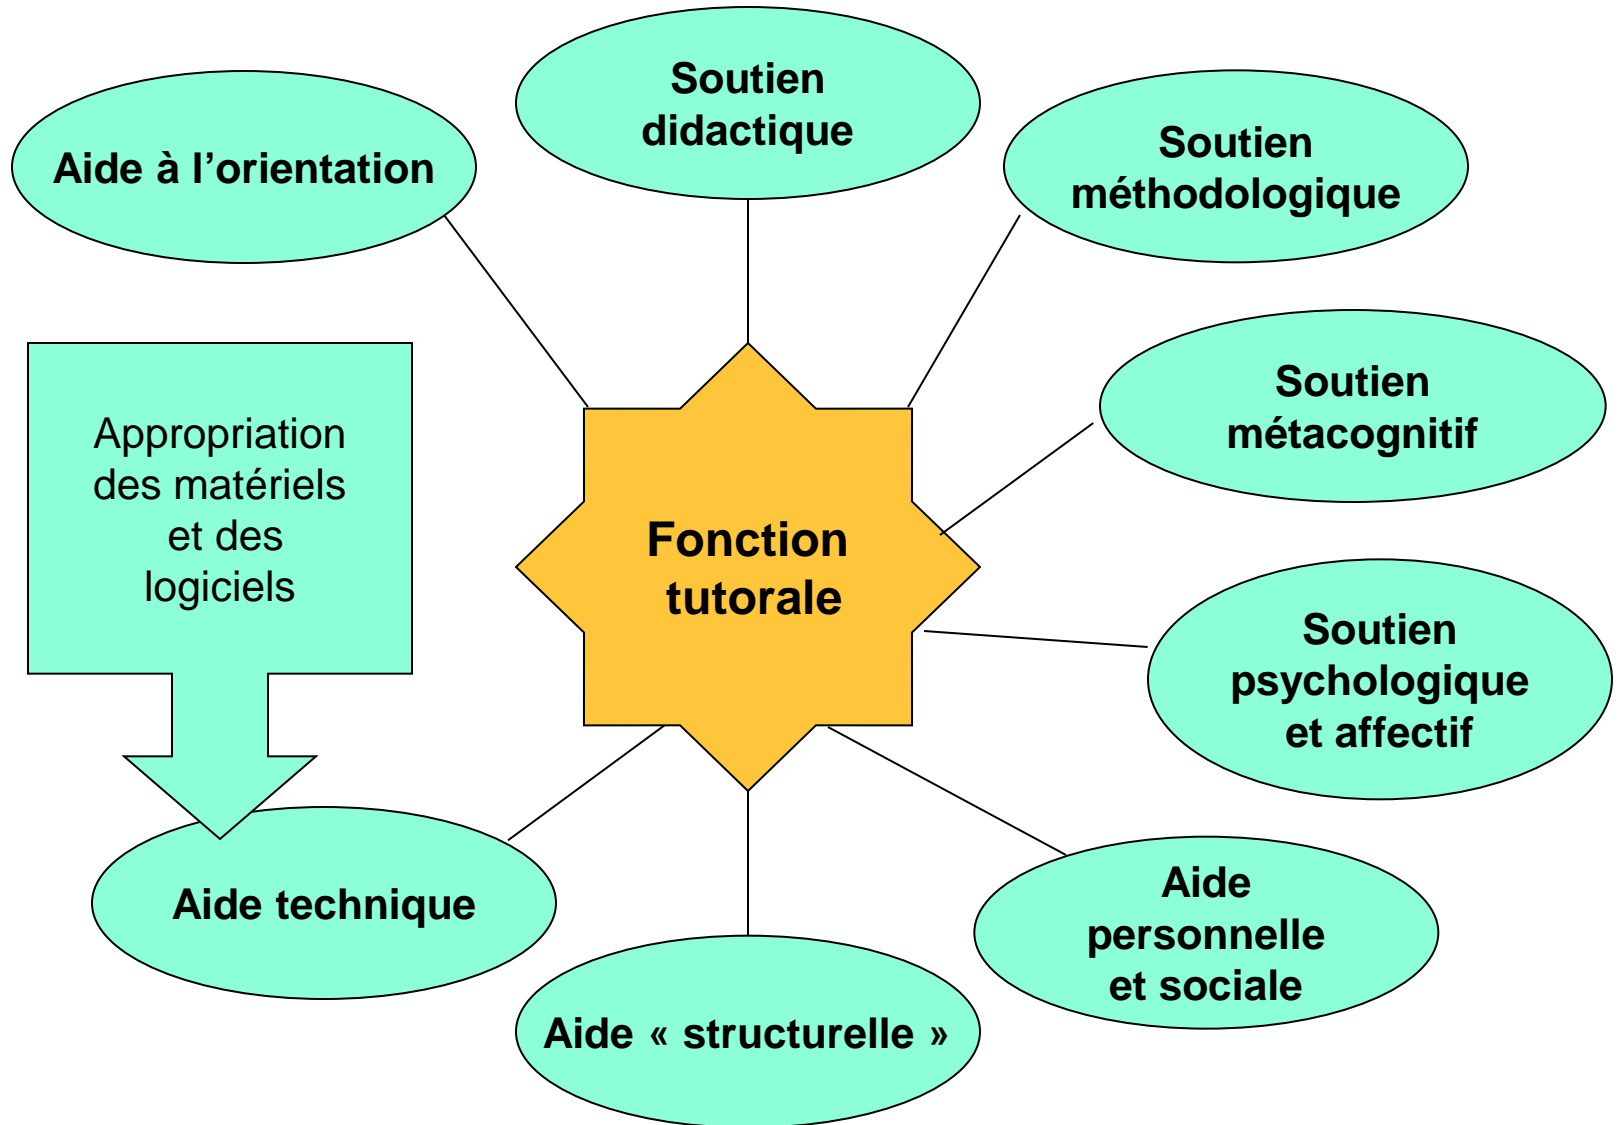 Soutien
didactique
Aide à l’orientation
Soutien
méthodologique
Appropriation
des matériels
et des
logiciels
Soutien
métacognitif
Fonction
tutorale
Soutien
psychologique
et affectif
Aide technique
Aide
personnelle
et sociale
Aide « structurelle »